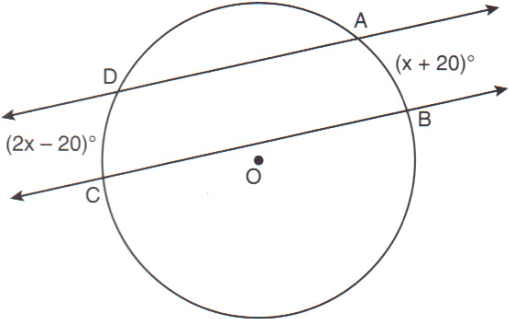 A
(x + 20)°
D
B
(2x – 20)°
O
C